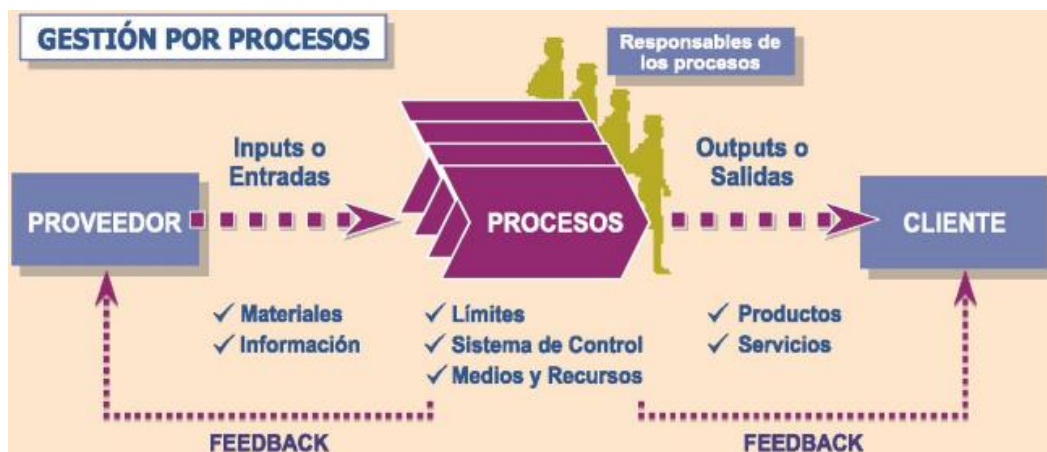 GESTIÓN POR PROCESOS
Responsables de
los procesos
Inputs o
Entradas
Outputs o
Salidas
PROVEEDOR
PROCESOS
CLIENTE
✓ Materiales
✓ Información
✓ Límites
✓ Sistema de Control
✓ Medios y Recursos
✓ Productos
✓ Servicios
FEEDBACK
FEEDBACK